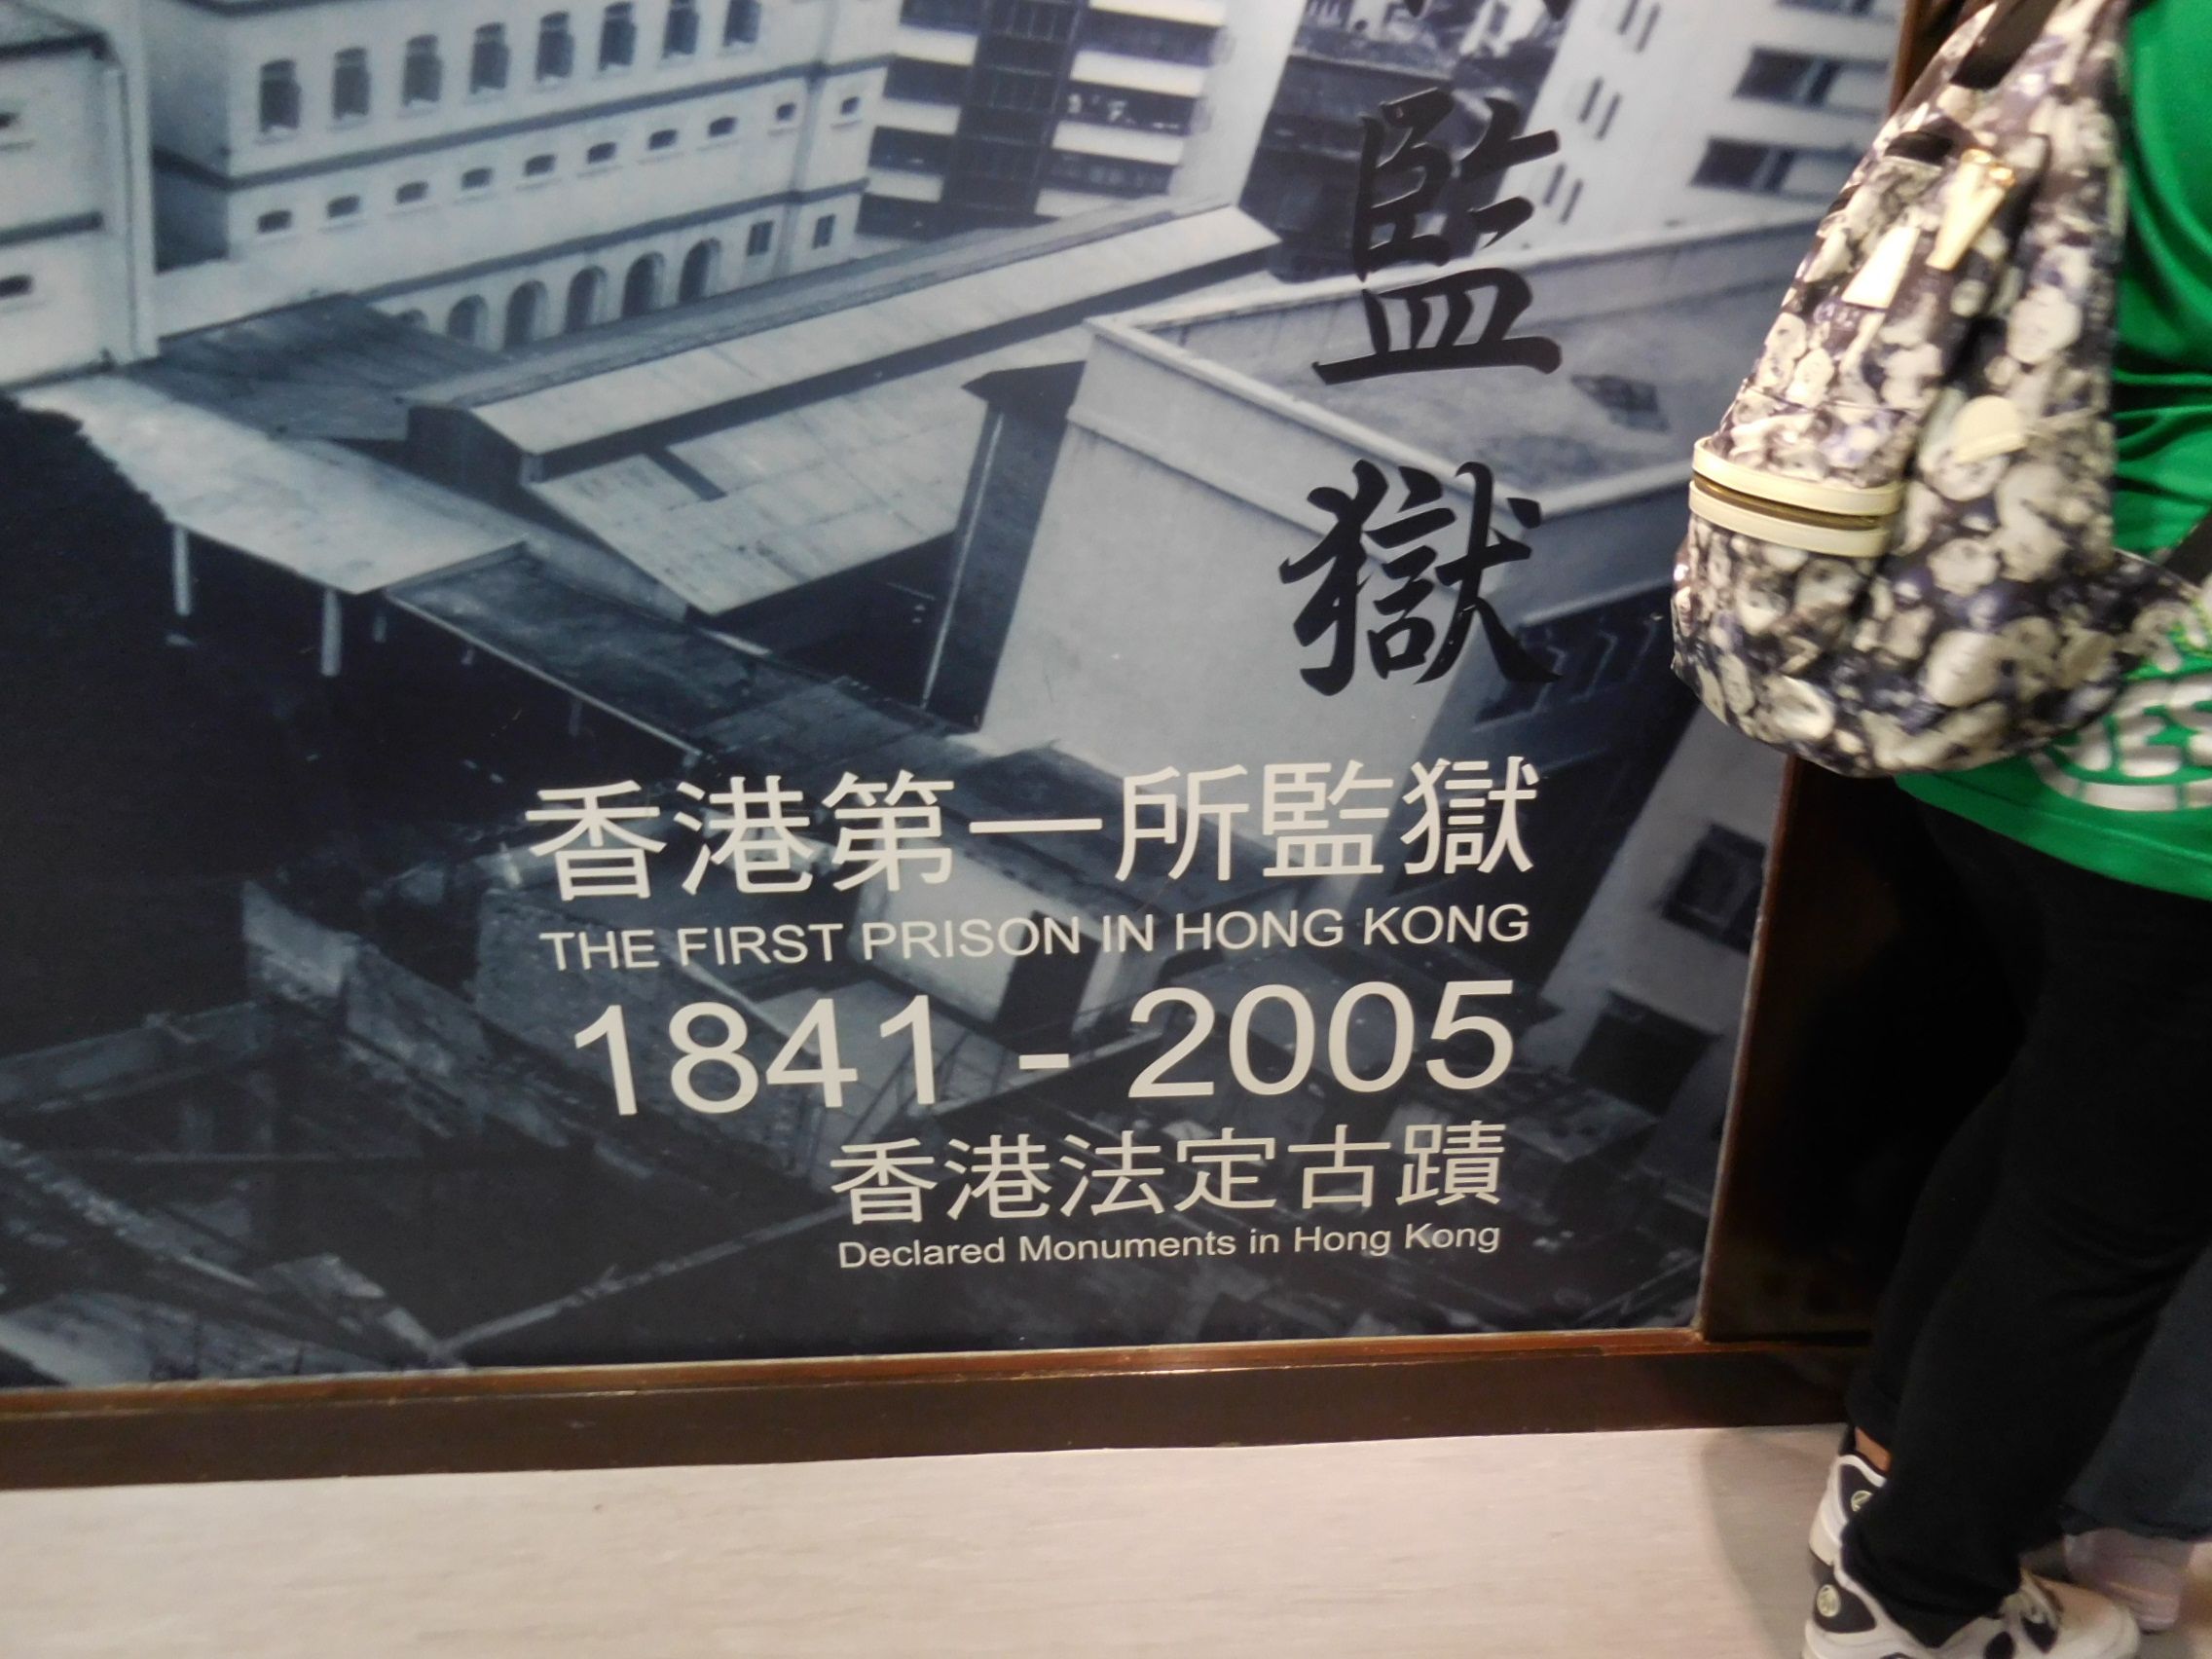 監
獄
香港第一所監獄
THE FIRST PRISON IN HONG KONG
1841 - 2005
香港法定古蹟
Declared Monuments in Hong Kong